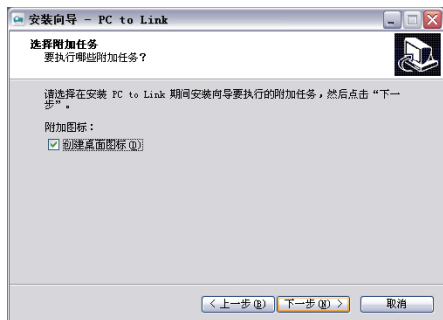 安装向导 - PC to Link
选择附加任务
要执行哪些附加任务？
请选择在安装 PC to Link 期间安装向导要执行的附加任务，然后点击“下一
步”。
附加图标：
创建桌面图标(D)
< 上一步(B)
下一步(N) >
取消